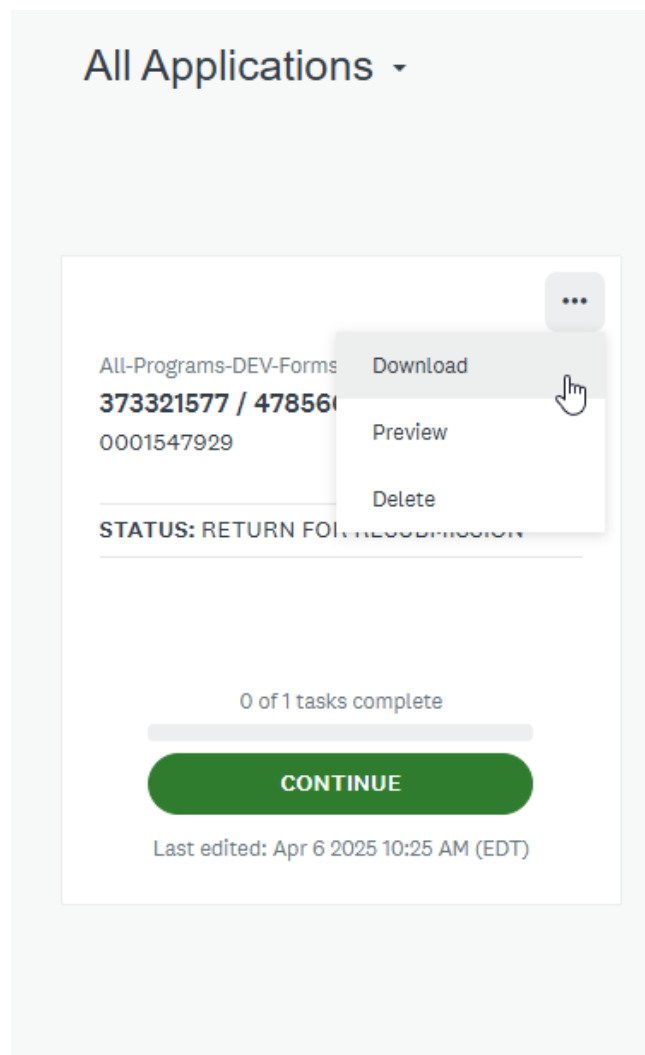 All Applications
All-Programs-DEV-Forms
Download
373321577 / 47856
Preview
0001547929
Delete
STATUS: RETURN FOR RESUBMISSION
0 of 1 tasks complete
CONTINUE
Last edited: Apr 6 2025 10:25 AM (EDT)